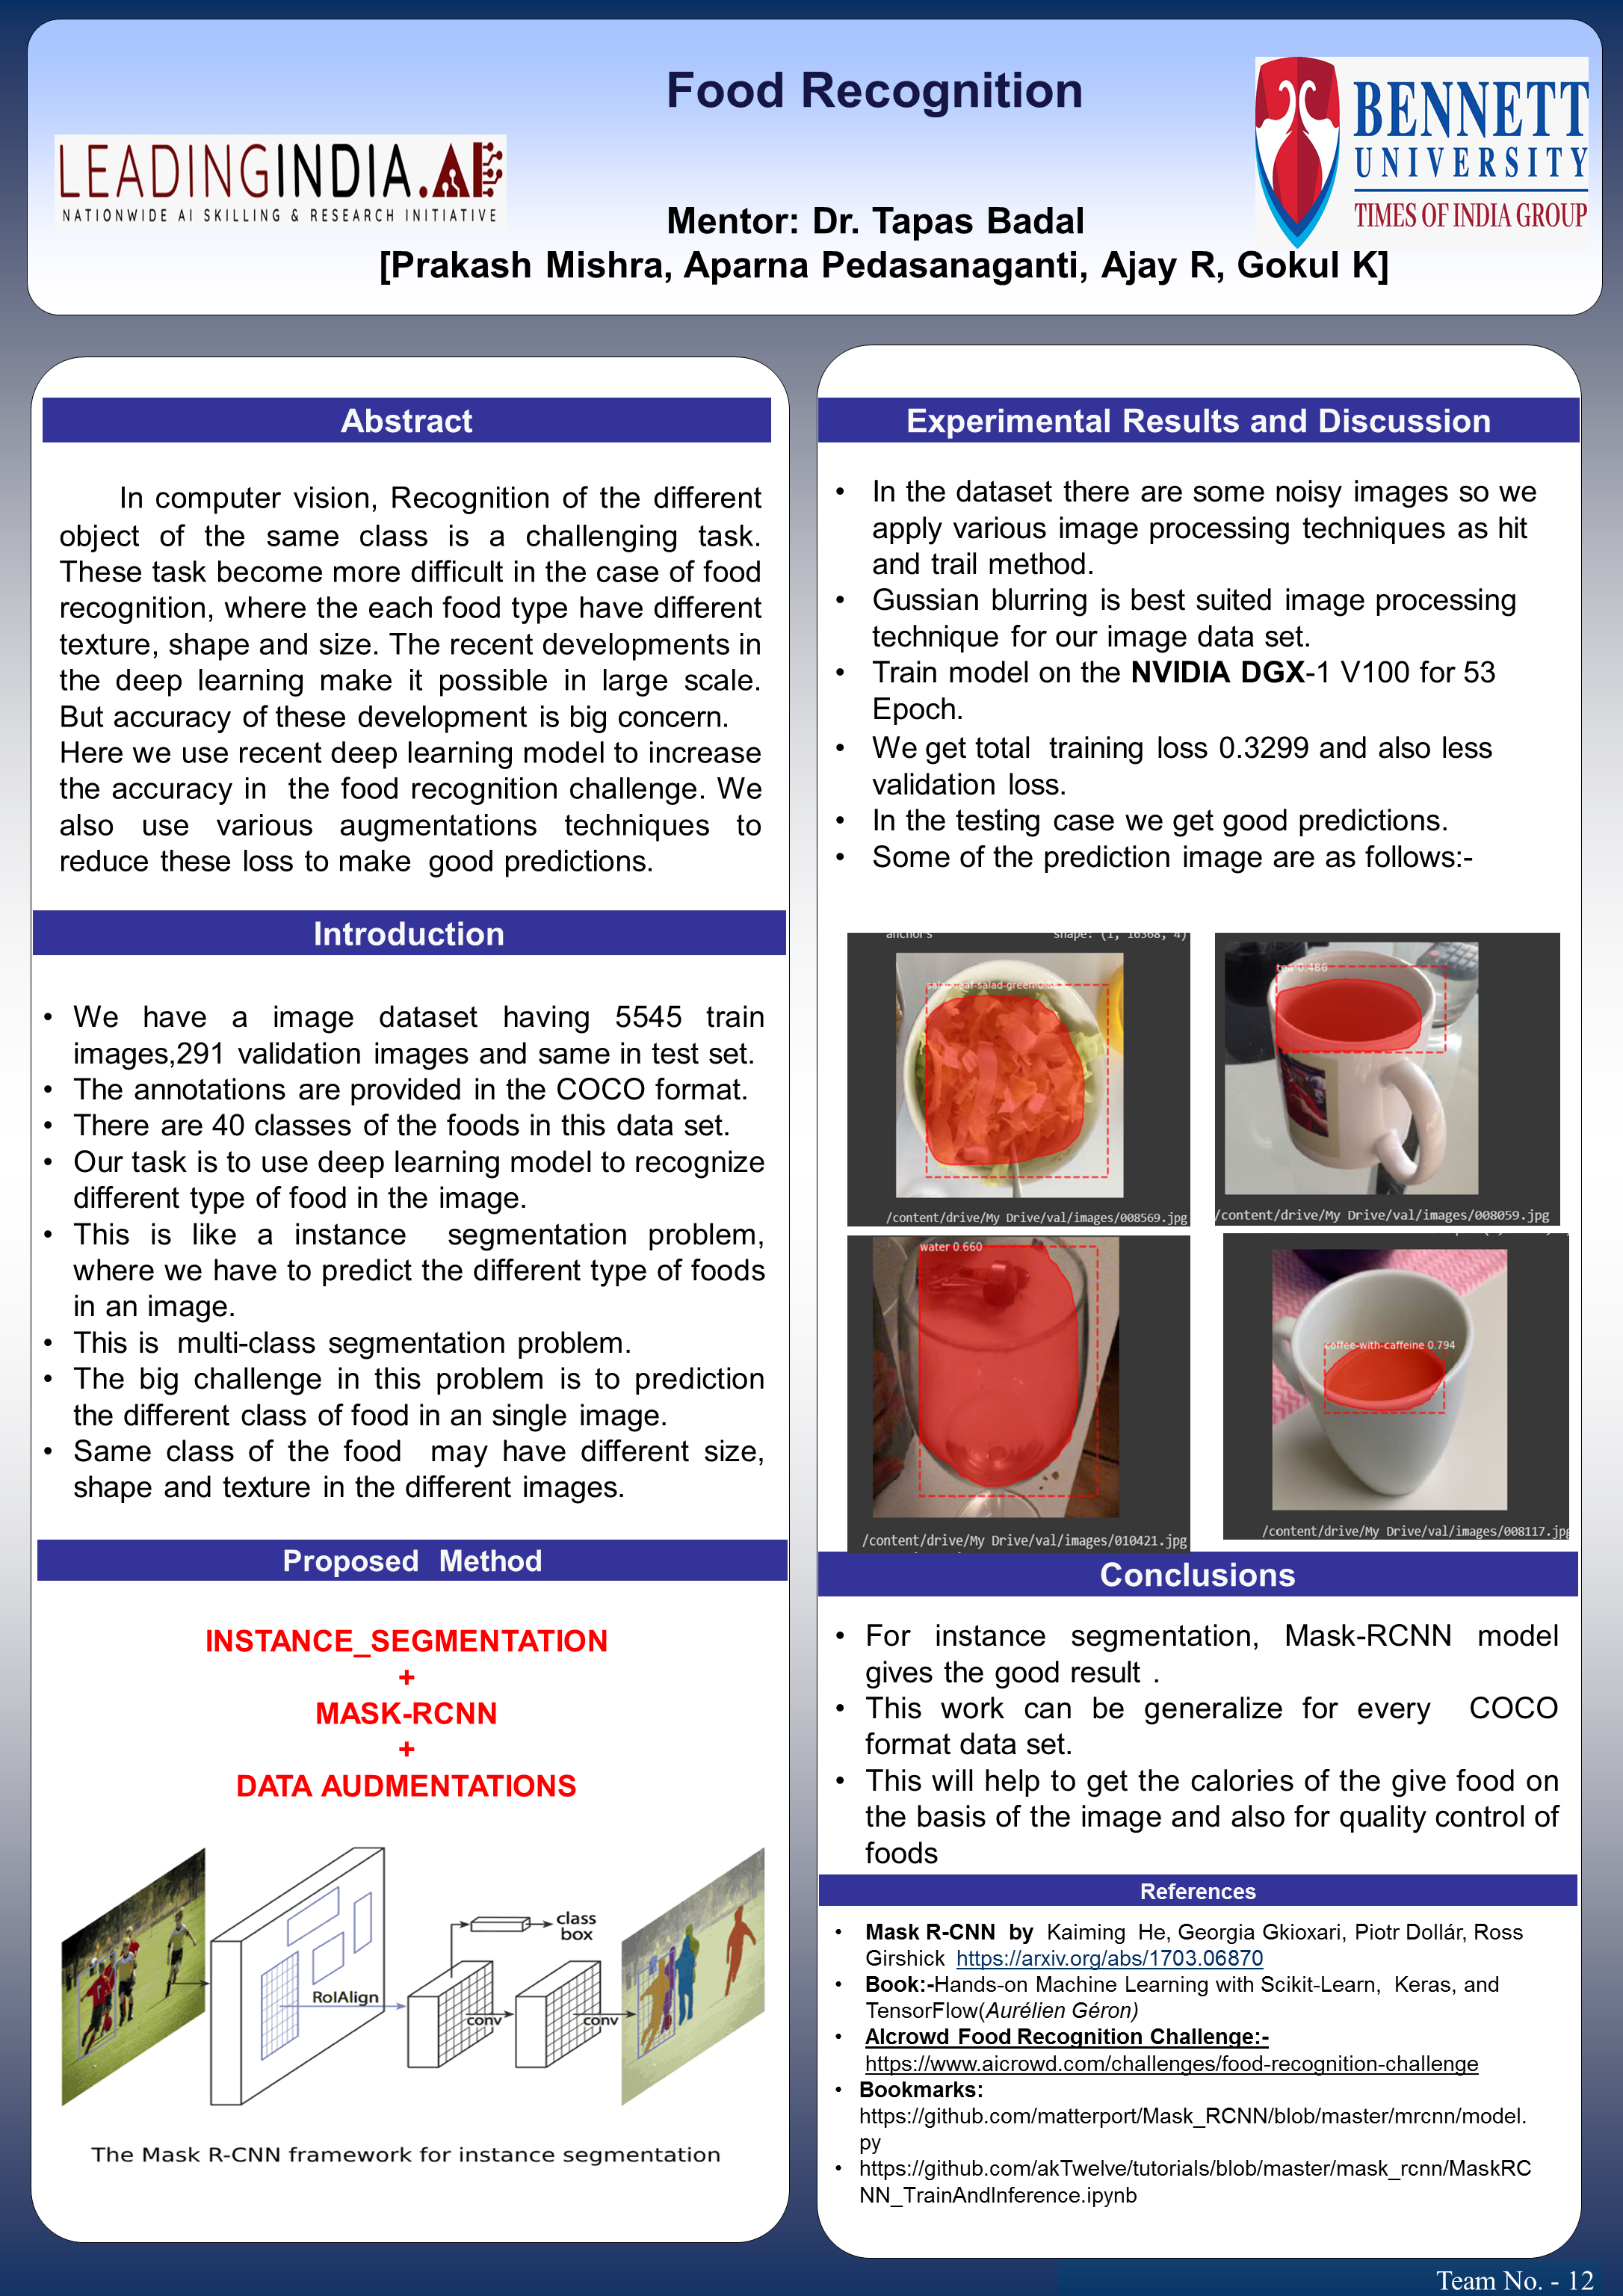 Food Recognition
LEADINGINDIA.AI
NATIONWIDE AI SKILLING & RESEARCH INITIATIVE
BENNETT
UNIVERSITY
TIMES OF INDIA GROUP
Mentor: Dr. Tapas Badal
[Prakash Mishra, Aparna Pedasanaganti, Ajay R, Gokul K]
Abstract
In computer vision, Recognition of the different
object of the same class is a challenging task.
These task become more difficult in the case of food
recognition, where the each food type have different
texture, shape and size. The recent developments in
the deep learning make it possible in large scale.
But accuracy of these development is big concern.
Here we use recent deep learning model to increase
the accuracy in the food recognition challenge. We
also use various augmentations techniques to
reduce these loss to make good predictions.
Introduction
• We have a image dataset having 5545 train
images,291 validation images and same in test set.
• The annotations are provided in the COCO format.
• There are 40 classes of the foods in this data set.
• Our task is to use deep learning model to recognize
different type of food in the image.
• This is like a instance segmentation problem,
where we have to predict the different type of foods
in an image.
• This is multi-class segmentation problem.
• The big challenge in this problem is to prediction
the different class of food in an single image.
• Same class of the food may have different size,
shape and texture in the different images.
Proposed Method
INSTANCE_SEGMENTATION
+
MASK-RCNN
+
DATA AUDMENTATIONS
class
box
RoIAlign
conv
conv
The Mask R-CNN framework for instance segmentation
Experimental Results and Discussion
• In the dataset there are some noisy images so we
apply various image processing techniques as hit
and trail method.
• Gussian blurring is best suited image processing
technique for our image data set.
• Train model on the NVIDIA DGX-1 V100 for 53
Epoch.
• We get total training loss 0.3299 and also less
validation loss.
• In the testing case we get good predictions.
• Some of the prediction image are as follows:-
anchors shape: (1, 16368, 4)
/content/drive/My Drive/val/images/008569.jpg
tea 0.486
/content/drive/My Drive/val/images/008059.jpg
water 0.660
/content/drive/My Drive/val/images/010421.jpg
coffee-with-caffeine 0.794
/content/drive/My Drive/val/images/008117.jpg
Conclusions
• For instance segmentation, Mask-RCNN model
gives the good result .
• This work can be generalize for every COCO
format data set.
• This will help to get the calories of the give food on
the basis of the image and also for quality control of
foods
References
• Mask R-CNN by Kaiming He, Georgia Gkioxari, Piotr Dollár, Ross
Girshick https://arxiv.org/abs/1703.06870
• Book:-Hands-on Machine Learning with Scikit-Learn, Keras, and
TensorFlow(Aurélien Géron)
• AIcrowd Food Recognition Challenge:-
https://www.aicrowd.com/challenges/food-recognition-challenge
• Bookmarks:
https://github.com/matterport/Mask_RCNN/blob/master/mrcnn/model.
py
• https://github.com/akTwelve/tutorials/blob/master/mask_rcnn/MaskRC
NN_TrainAndInference.ipynb
Team No. - 12